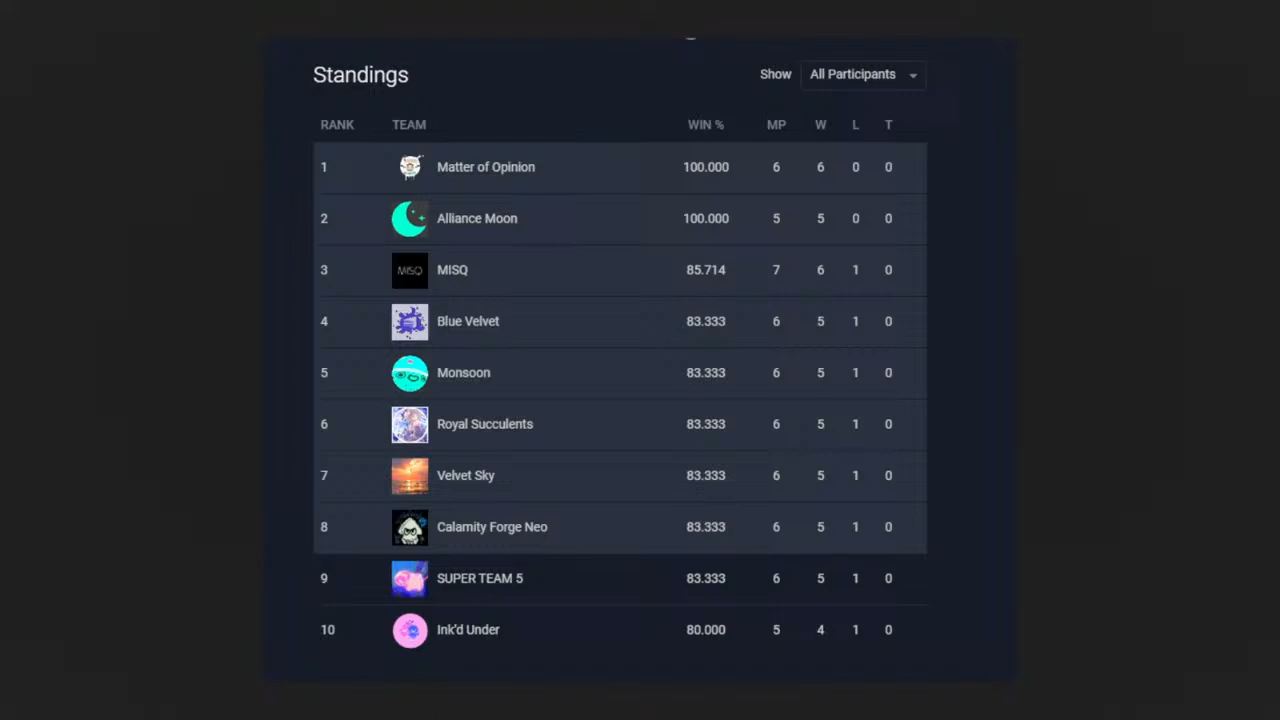 Standings
Show All Participants
RANK TEAM WIN % MP W L T
1 Matter of Opinion 100.000 6 6 0 0
2 Alliance Moon 100.000 5 5 0 0
3 MISQ MISQ 85.714 7 6 1 0
4 Blue Velvet 83.333 6 5 1 0
5 Monsoon 83.333 6 5 1 0
6 Royal Succulents 83.333 6 5 1 0
7 Velvet Sky 83.333 6 5 1 0
8 Calamity Forge Neo 83.333 6 5 1 0
9 SUPER TEAM 5 83.333 6 5 1 0
10 Ink'd Under 80.000 5 4 1 0